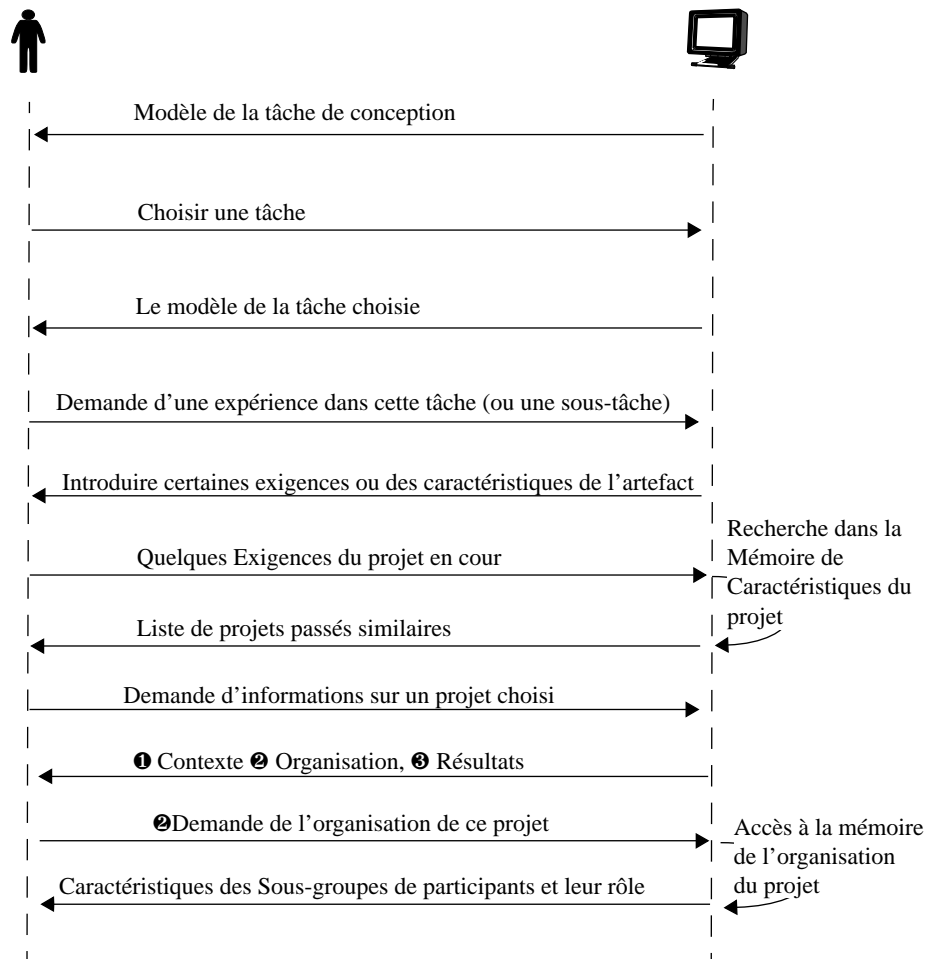 Modèle de la tâche de conception
Choisir une tâche
Le modèle de la tâche choisie
Demande d’une expérience dans cette tâche (ou une sous-tâche)
Introduire certaines exigences ou des caractéristiques de l’artefact
Recherche dans la
Mémoire de
Caractéristiques du
projet
Quelques Exigences du projet en cour
Liste de projets passés similaires
Demande d’informations sur un projet choisi
❶ Contexte ❷ Organisation, ❸ Résultats
❷Demande de l’organisation de ce projet
Accès à la mémoire
de l’organisation
du projet
Caractéristiques des Sous-groupes de participants et leur rôle